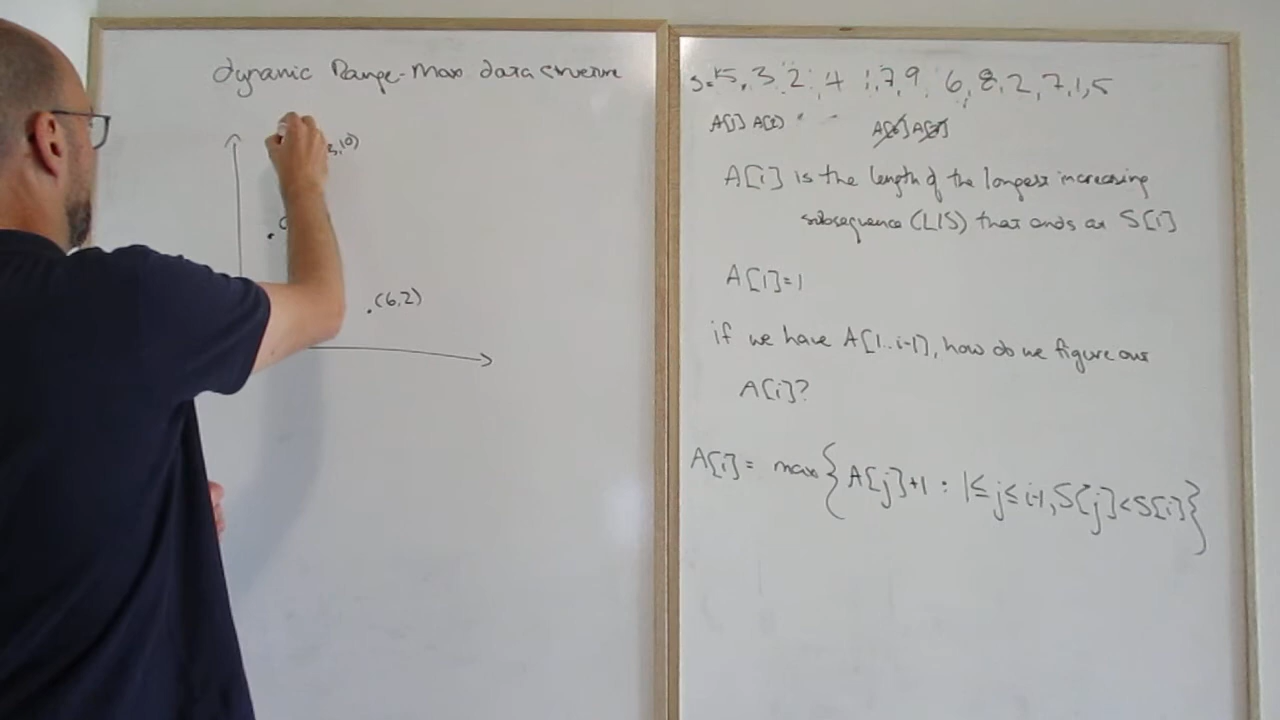 dynamic Range-Max data structure
,10)
(
(6,2)
S= 15, 3 2, 4 1, 7, 9, 6, 8, 2, 7, 1, 5
A[1] A[2]
A[i] is the length of the longest increasing
subsequence (LIS) that ends at S[i]
A[1]=1
if we have A[1..i-1], how do we figure out
A[i]?
A[i] = max{A[j]+1 : 1≤j≤i-1, S[j]<S[i]}